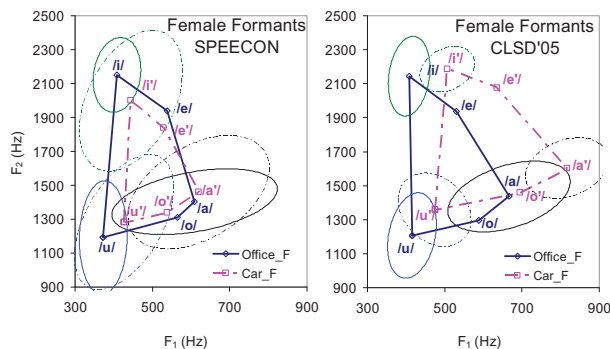 Female Formants
SPEECON
2500
2300
2100
1900
1700
1500
1300
1100
900
F2 (Hz)
/i/
/i'/
/e/
/e'/
/a'/
/a/
/o'/
/o/
/u'/
/u/
Office_F
Car_F
300 500 700 900
F1 (Hz)
Female Formants
CLSD'05
2500
2300
2100
1900
1700
1500
1300
1100
900
/i'/
/i/
/e'/
/e/
/a'/
/a/
/o'/
/o/
/u'/
/u/
Office_F
Car_F
300 500 700 900
F1 (Hz)